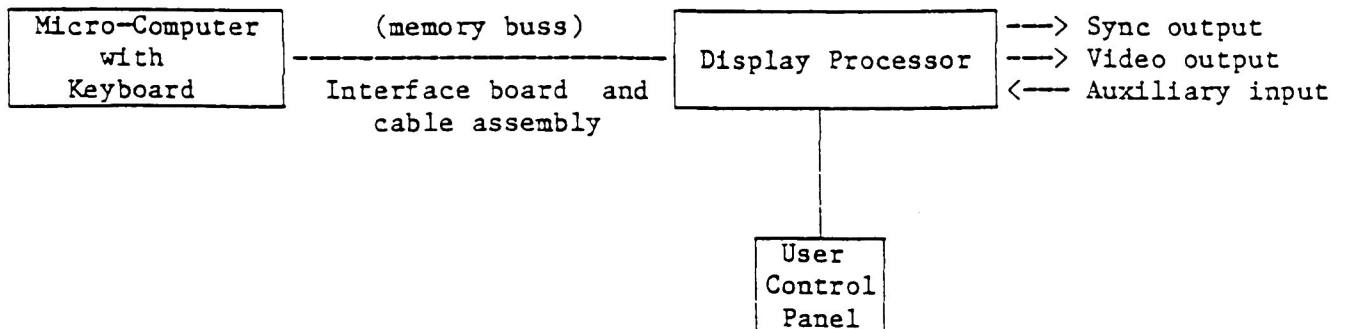 Micro-Computer
with
Keyboard
(memory buss)
Interface board and
cable assembly
Display Processor
---> Sync output
---> Video output
<--- Auxiliary input
User
Control
Panel